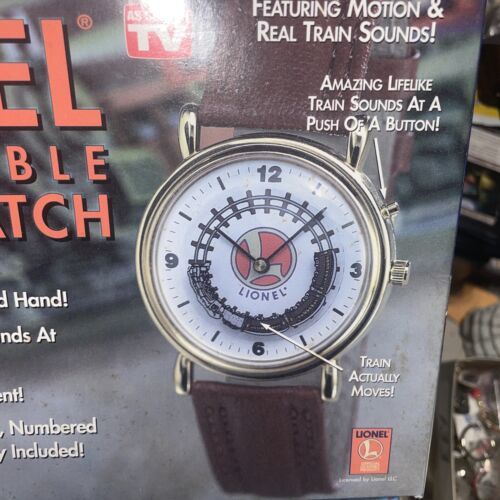 AS SEEN ON
TV
FEATURING MOTION &
REAL TRAIN SOUNDS!
EL®
BLE
ATCH
AMAZING LIFELIKE
TRAIN SOUNDS AT A
PUSH OF A BUTTON!
12
3
6
9
L
LIONEL®
d Hand!
nds At
nt!
, Numbered
y Included!
TRAIN
ACTUALLY
MOVES!
LIONEL
Licensed by Lionel LLC